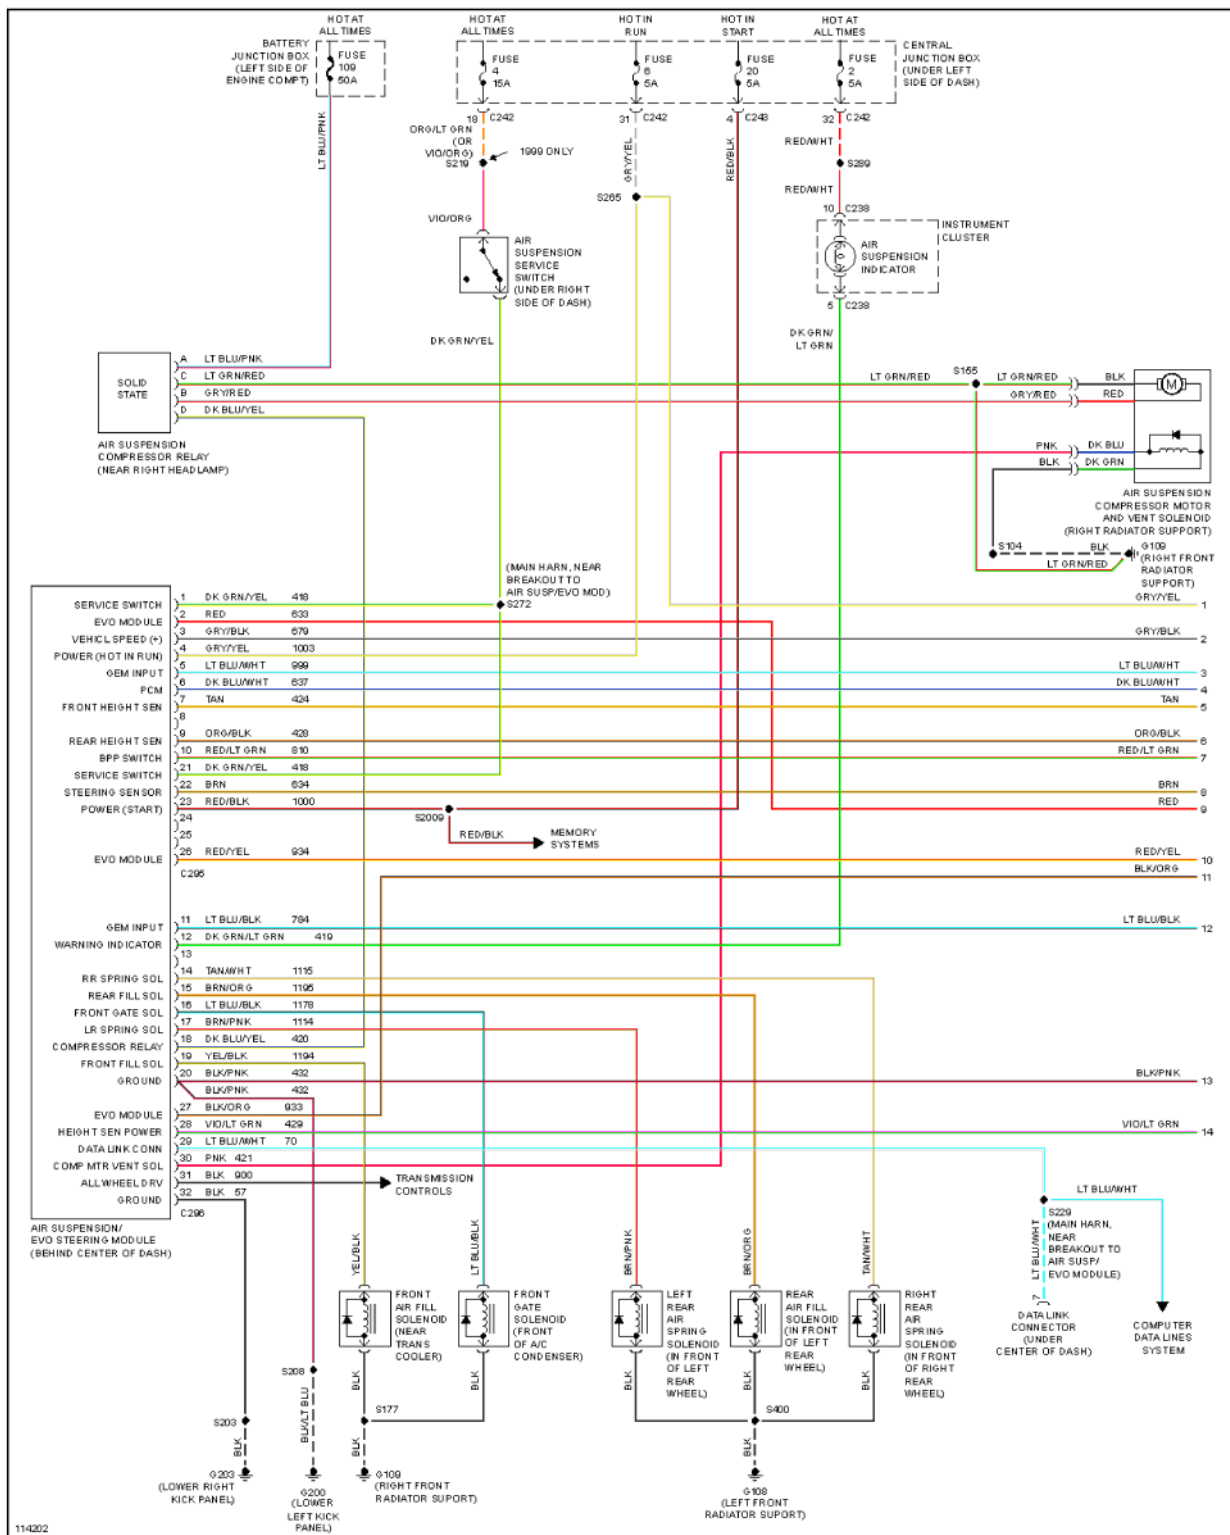 HOT AT
ALL TIMES
HOT AT
ALL TIMES
HOT IN
RUN
HOT IN
START
HOT AT
ALL TIMES
BATTERY
JUNCTION BOX
(LEFT SIDE OF
ENGINE COMPT)
FUSE
109
50A
FUSE
4
15A
FUSE
6
5A
FUSE
20
5A
FUSE
2
5A
CENTRAL
JUNCTION BOX
(UNDER LEFT
SIDE OF DASH)
18
C242
31
C242
4
C243
32
C242
LT BLU/PNK
ORG/LT GRN
(OR
VIO/ORG)
S219
1999 ONLY
GRY/YEL
RED/BLK
RED/WHT
S289
S265
RED/WHT
VIO/ORG
10
C238
INSTRUMENT
CLUSTER
AIR
SUSPENSION
SERVICE
SWITCH
(UNDER RIGHT
SIDE OF DASH)
AIR
SUSPENSION
INDICATOR
5
C238
DK GRN/YEL
DK GRN/
LT GRN
SOLID
STATE
A LT BLU/PNK
C LT GRN/RED
B GRY/RED
D DK BLU/YEL
AIR SUSPENSION
COMPRESSOR RELAY
(NEAR RIGHT HEADLAMP)
LT GRN/RED
S165
LT GRN/RED
BLK
M
GRY/RED
RED
PNK
DK BLU
BLK
DK GRN
AIR SUSPENSION
COMPRESSOR MOTOR
AND VENT SOLENOID
(RIGHT RADIATOR SUPPORT)
S104
BLK
LT GRN/RED
G109
(RIGHT FRONT
RADIATOR
SUPPORT)
(MAIN HARN, NEAR
BREAKOUT TO
AIR SUSP/EVO MOD)
S272
SERVICE SWITCH 1 DK GRN/YEL 418 GRY/YEL 1
EVO MODULE 2 RED 633
VEHICL SPEED (+) 3 GRY/BLK 679 GRY/BLK 2
POWER (HOT IN RUN) 4 GRY/YEL 1003
GEM INPUT 5 LT BLU/WHT 999 LT BLU/WHT 3
PCM 6 DK BLU/WHT 637 DK BLU/WHT 4
FRONT HEIGHT SEN 7 TAN 424 TAN 5
8
REAR HEIGHT SEN 9 ORG/BLK 428 ORG/BLK 6
BPP SWITCH 10 RED/LT GRN 810 RED/LT GRN 7
SERVICE SWITCH 21 DK GRN/YEL 418
STEERING SENSOR 22 BRN 634 BRN 8
POWER (START) 23 RED/BLK 1000 RED 9
24
S2009
25
RED/BLK
MEMORY
SYSTEMS
EVO MODULE 26 RED/YEL 934 RED/YEL 10
C295
BLK/ORG 11
GEM INPUT 11 LT BLU/BLK 784 LT BLU/BLK 12
WARNING INDICATOR 12 DK GRN/LT GRN 419
13
RR SPRING SOL 14 TAN/WHT 1115
REAR FILL SOL 15 BRN/ORG 1195
FRONT GATE SOL 16 LT BLU/BLK 1178
LR SPRING SOL 17 BRN/PNK 1114
COMPRESSOR RELAY 18 DK BLU/YEL 420
FRONT FILL SOL 19 YEL/BLK 1194
GROUND 20 BLK/PNK 432 BLK/PNK 13
BLK/PNK 432
EVO MODULE 27 BLK/ORG 933
HEIGHT SEN POWER 28 VIO/LT GRN 429 VIO/LT GRN 14
DATA LINK CONN 29 LT BLU/WHT 70
COMP MTR VENT SOL 30 PNK 421
ALL WHEEL DRV 31 BLK 900
TRANSMISSION
CONTROLS
GROUND 32 BLK 57
C296
AIR SUSPENSION/
EVO STEERING MODULE
(BEHIND CENTER OF DASH)
LT BLU/WHT
S229
(MAIN HARN,
NEAR
BREAKOUT TO
AIR SUSP/
EVO MODULE)
LT BLU/WHT
7
DATA LINK
CONNECTOR
(UNDER
CENTER OF DASH)
COMPUTER
DATA LINES
SYSTEM
YEL/BLK
LT BLU/BLK
BRN/PNK
BRN/ORG
TAN/WHT
FRONT
AIR FILL
SOLENOID
(NEAR
TRANS
COOLER)
FRONT
GATE
SOLENOID
(FRONT
OF A/C
CONDENSER)
LEFT
REAR
AIR
SPRING
SOLENOID
(IN FRONT
OF LEFT
REAR
WHEEL)
REAR
AIR FILL
SOLENOID
(IN FRONT
OF LEFT
REAR
WHEEL)
RIGHT
REAR
AIR
SPRING
SOLENOID
(IN FRONT
OF RIGHT
REAR
WHEEL)
BLK
BLK
BLK
BLK
BLK
S208
S203
S177
S400
BLK
BLK/LT BLU
BLK
BLK
G203
(LOWER RIGHT
KICK PANEL)
G200
(LOWER
LEFT KICK
PANEL)
G109
(RIGHT FRONT
RADIATOR SUPORT)
G108
(LEFT FRONT
RADIATOR SUPORT)
114202